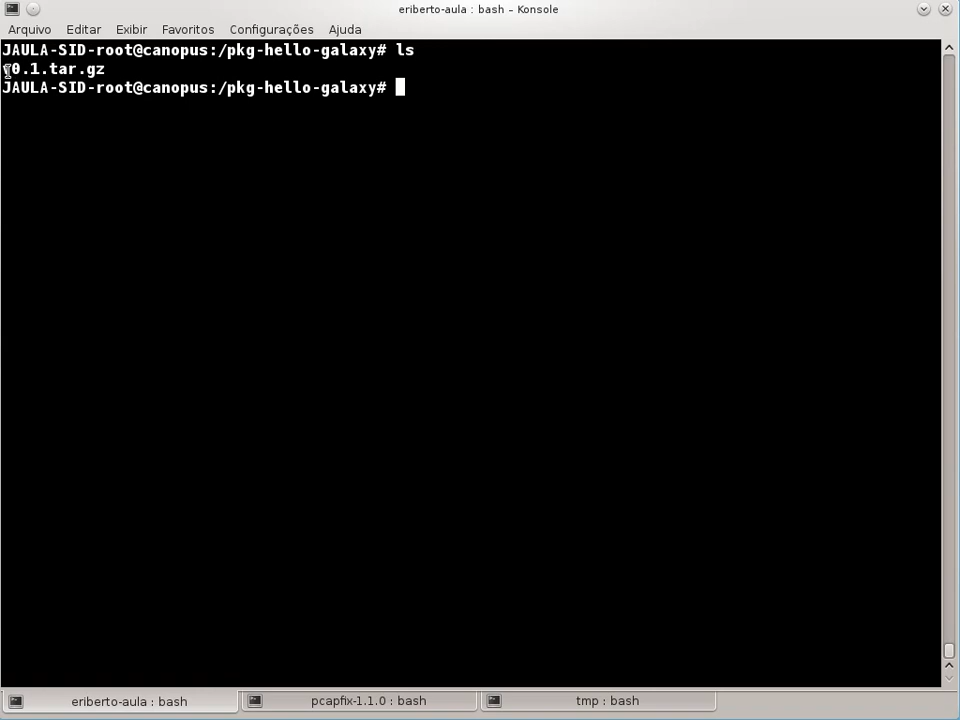 eriberto-aula : bash – Konsole
Arquivo Editar Exibir Favoritos Configurações Ajuda
JAULA-SID-root@canopus:/pkg-hello-galaxy# ls
v0.1.tar.gz
JAULA-SID-root@canopus:/pkg-hello-galaxy#
eriberto-aula : bash pcapfix-1.1.0 : bash tmp : bash